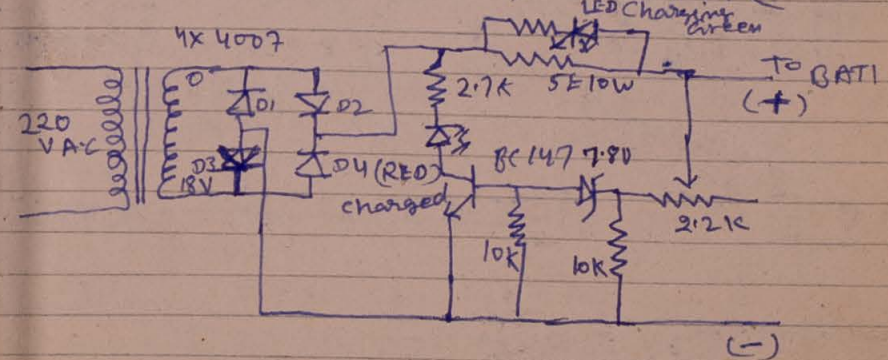 4X 4007
LED Charging
Green
220
V A.C
0
18V
D1
D2
D3
D4
2.7K
5E10W
TO BAT1
(+)
(RED)
charged
BC147
7.8V
10K
10K
2.2K
(-)